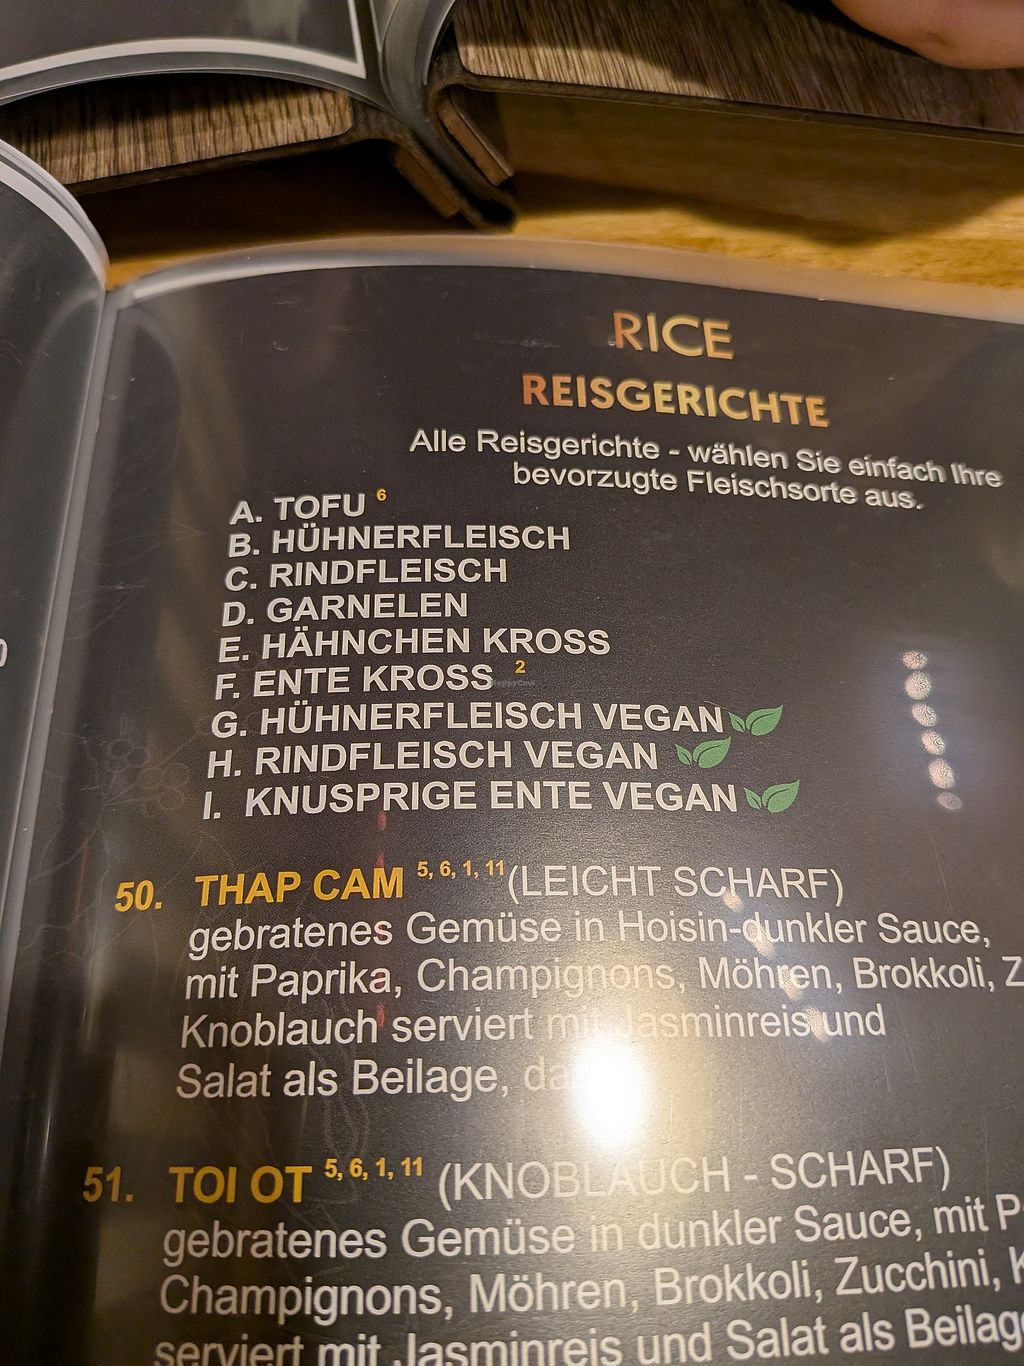 RICE
REISGERICHTE
Alle Reisgerichte - wählen Sie einfach Ihre
bevorzugte Fleischsorte aus.
A. TOFU 6
B. HÜHNERFLEISCH
C. RINDFLEISCH
D. GARNELEN
E. HÄHNCHEN KROSS
F. ENTE KROSS 2
G. HÜHNERFLEISCH VEGAN
H. RINDFLEISCH VEGAN
I. KNUSPRIGE ENTE VEGAN
50. THAP CAM 5, 6, 1, 11 (LEICHT SCHARF)
gebratenes Gemüse in Hoisin-dunkler Sauce,
mit Paprika, Champignons, Möhren, Brokkoli,
Knoblauch serviert mit Jasminreis und
Salat als Beilage,
51. TOI OT 5, 6, 1, 11 (KNOBLAUCH - SCHARF)
gebratenes Gemüse in dunkler Sauce, mit
Champignons, Möhren, Brokkoli, Zucchini,
serviert mit Jasminreis und Salat als